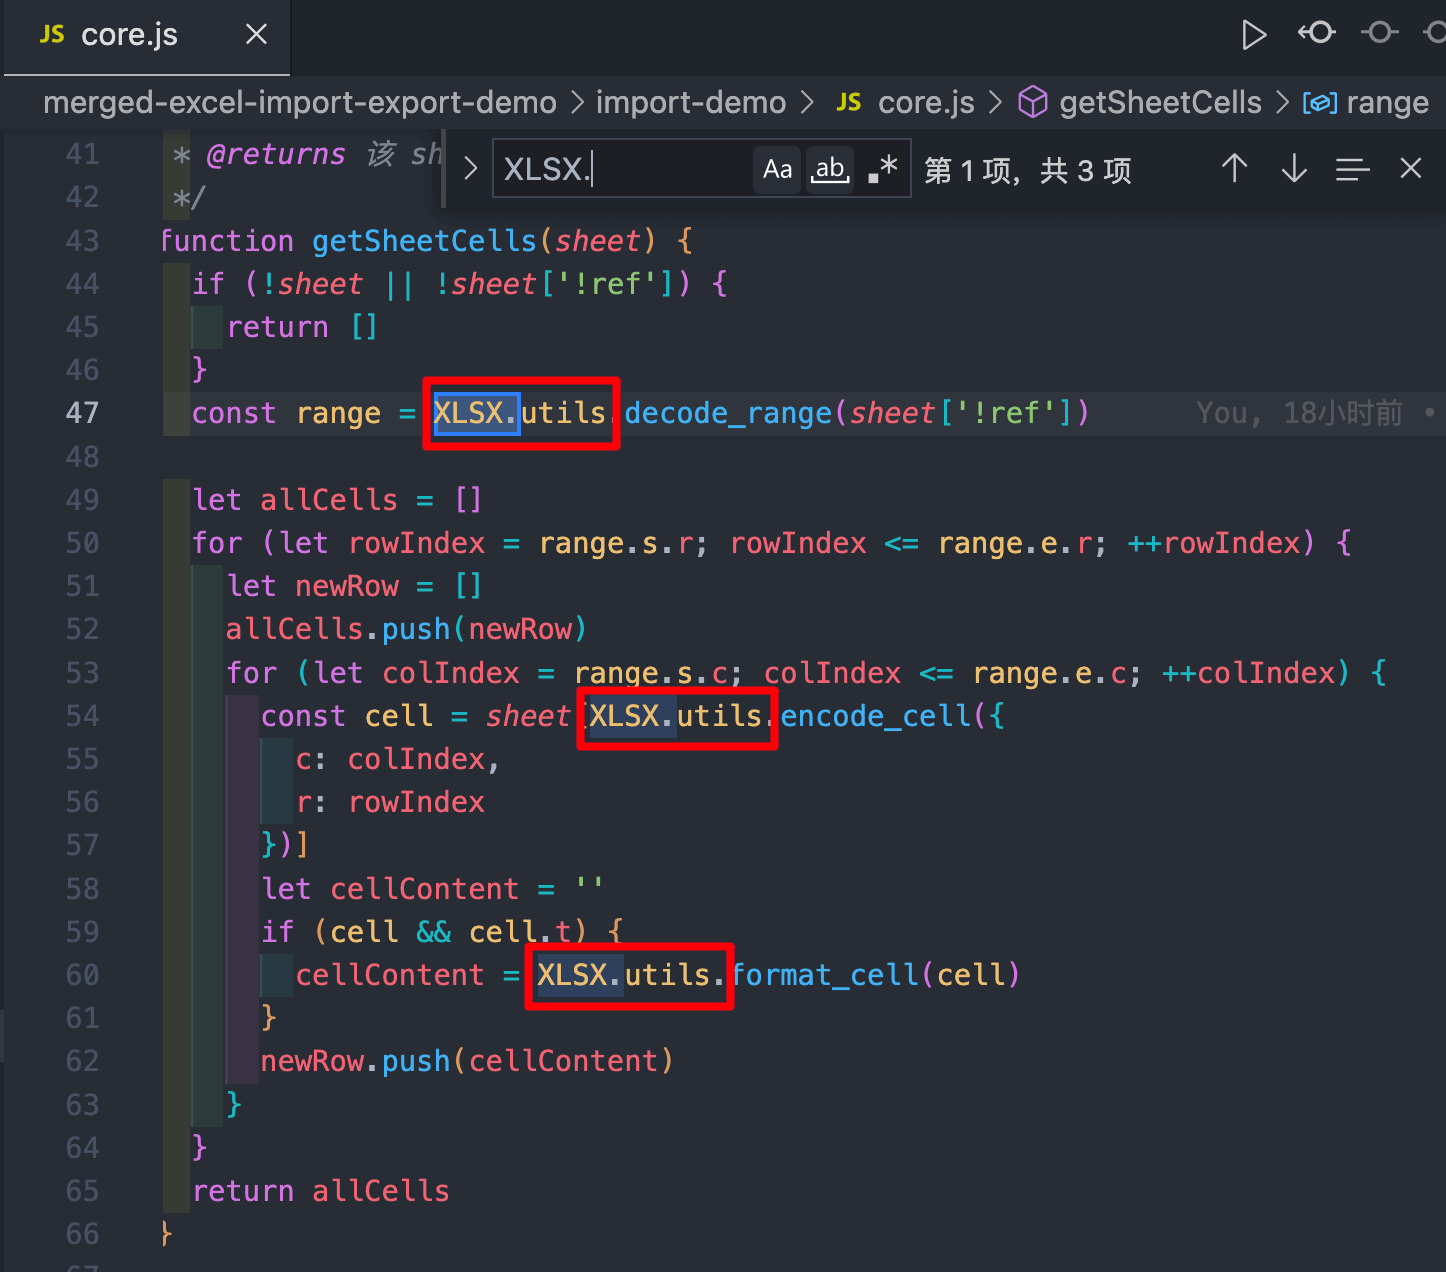 JS core.js
merged-excel-import-export-demo > import-demo > JS core.js > getSheetCells > range
XLSX. Aa ab .* 第 1 项，共 3 项
41 * @returns 该 sh
42 */
43 function getSheetCells(sheet) {
44 if (!sheet || !sheet['!ref']) {
45 return []
46 }
47 const range = XLSX.utils.decode_range(sheet['!ref']) You, 18小时前 •
48
49 let allCells = []
50 for (let rowIndex = range.s.r; rowIndex <= range.e.r; ++rowIndex) {
51 let newRow = []
52 allCells.push(newRow)
53 for (let colIndex = range.s.c; colIndex <= range.e.c; ++colIndex) {
54 const cell = sheet[XLSX.utils.encode_cell({
55 c: colIndex,
56 r: rowIndex
57 })]
58 let cellContent = ''
59 if (cell && cell.t) {
60 cellContent = XLSX.utils.format_cell(cell)
61 }
62 newRow.push(cellContent)
63 }
64 }
65 return allCells
66 }